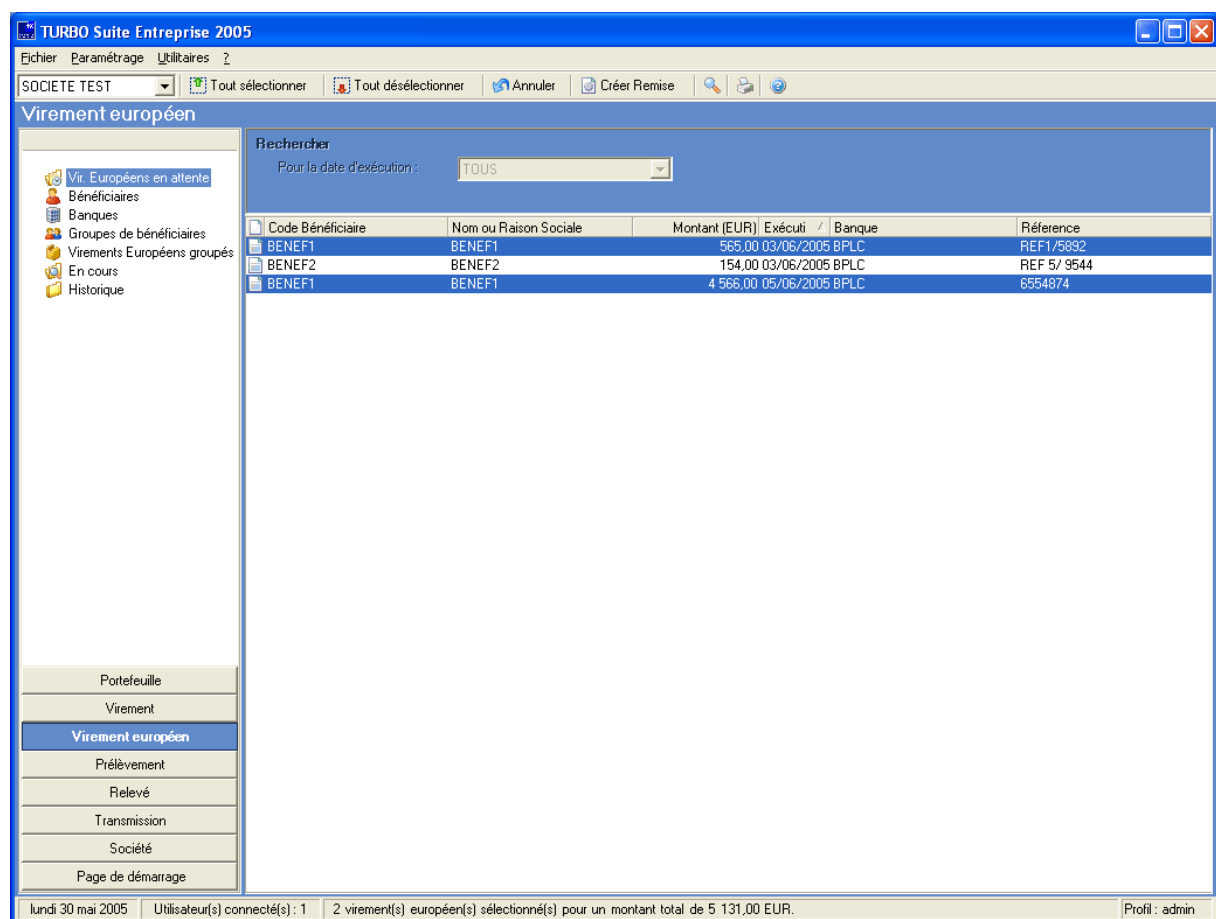 TURBO Suite Entreprise 2005
Fichier Paramétrage Utilitaires ?
SOCIETE TEST Tout sélectionner Tout désélectionner Annuler Créer Remise
Virement européen
Rechercher
Pour la date d'exécution : TOUS
Vir. Européens en attente
Bénéficiaires
Banques
Groupes de bénéficiaires
Virements Européens groupés
En cours
Historique
Code Bénéficiaire Nom ou Raison Sociale Montant (EUR) Exécuti Banque Réference
BENEF1 BENEF1 565,00 03/06/2005 BPLC REF1/5892
BENEF2 BENEF2 154,00 03/06/2005 BPLC REF 5/ 9544
BENEF1 BENEF1 4 566,00 05/06/2005 BPLC 6554874
Portefeuille
Virement
Virement européen
Prélèvement
Relevé
Transmission
Société
Page de démarrage
lundi 30 mai 2005 Utilisateur(s) connecté(s) : 1 2 virement(s) européen(s) sélectionné(s) pour un montant total de 5 131,00 EUR. Profil : admin